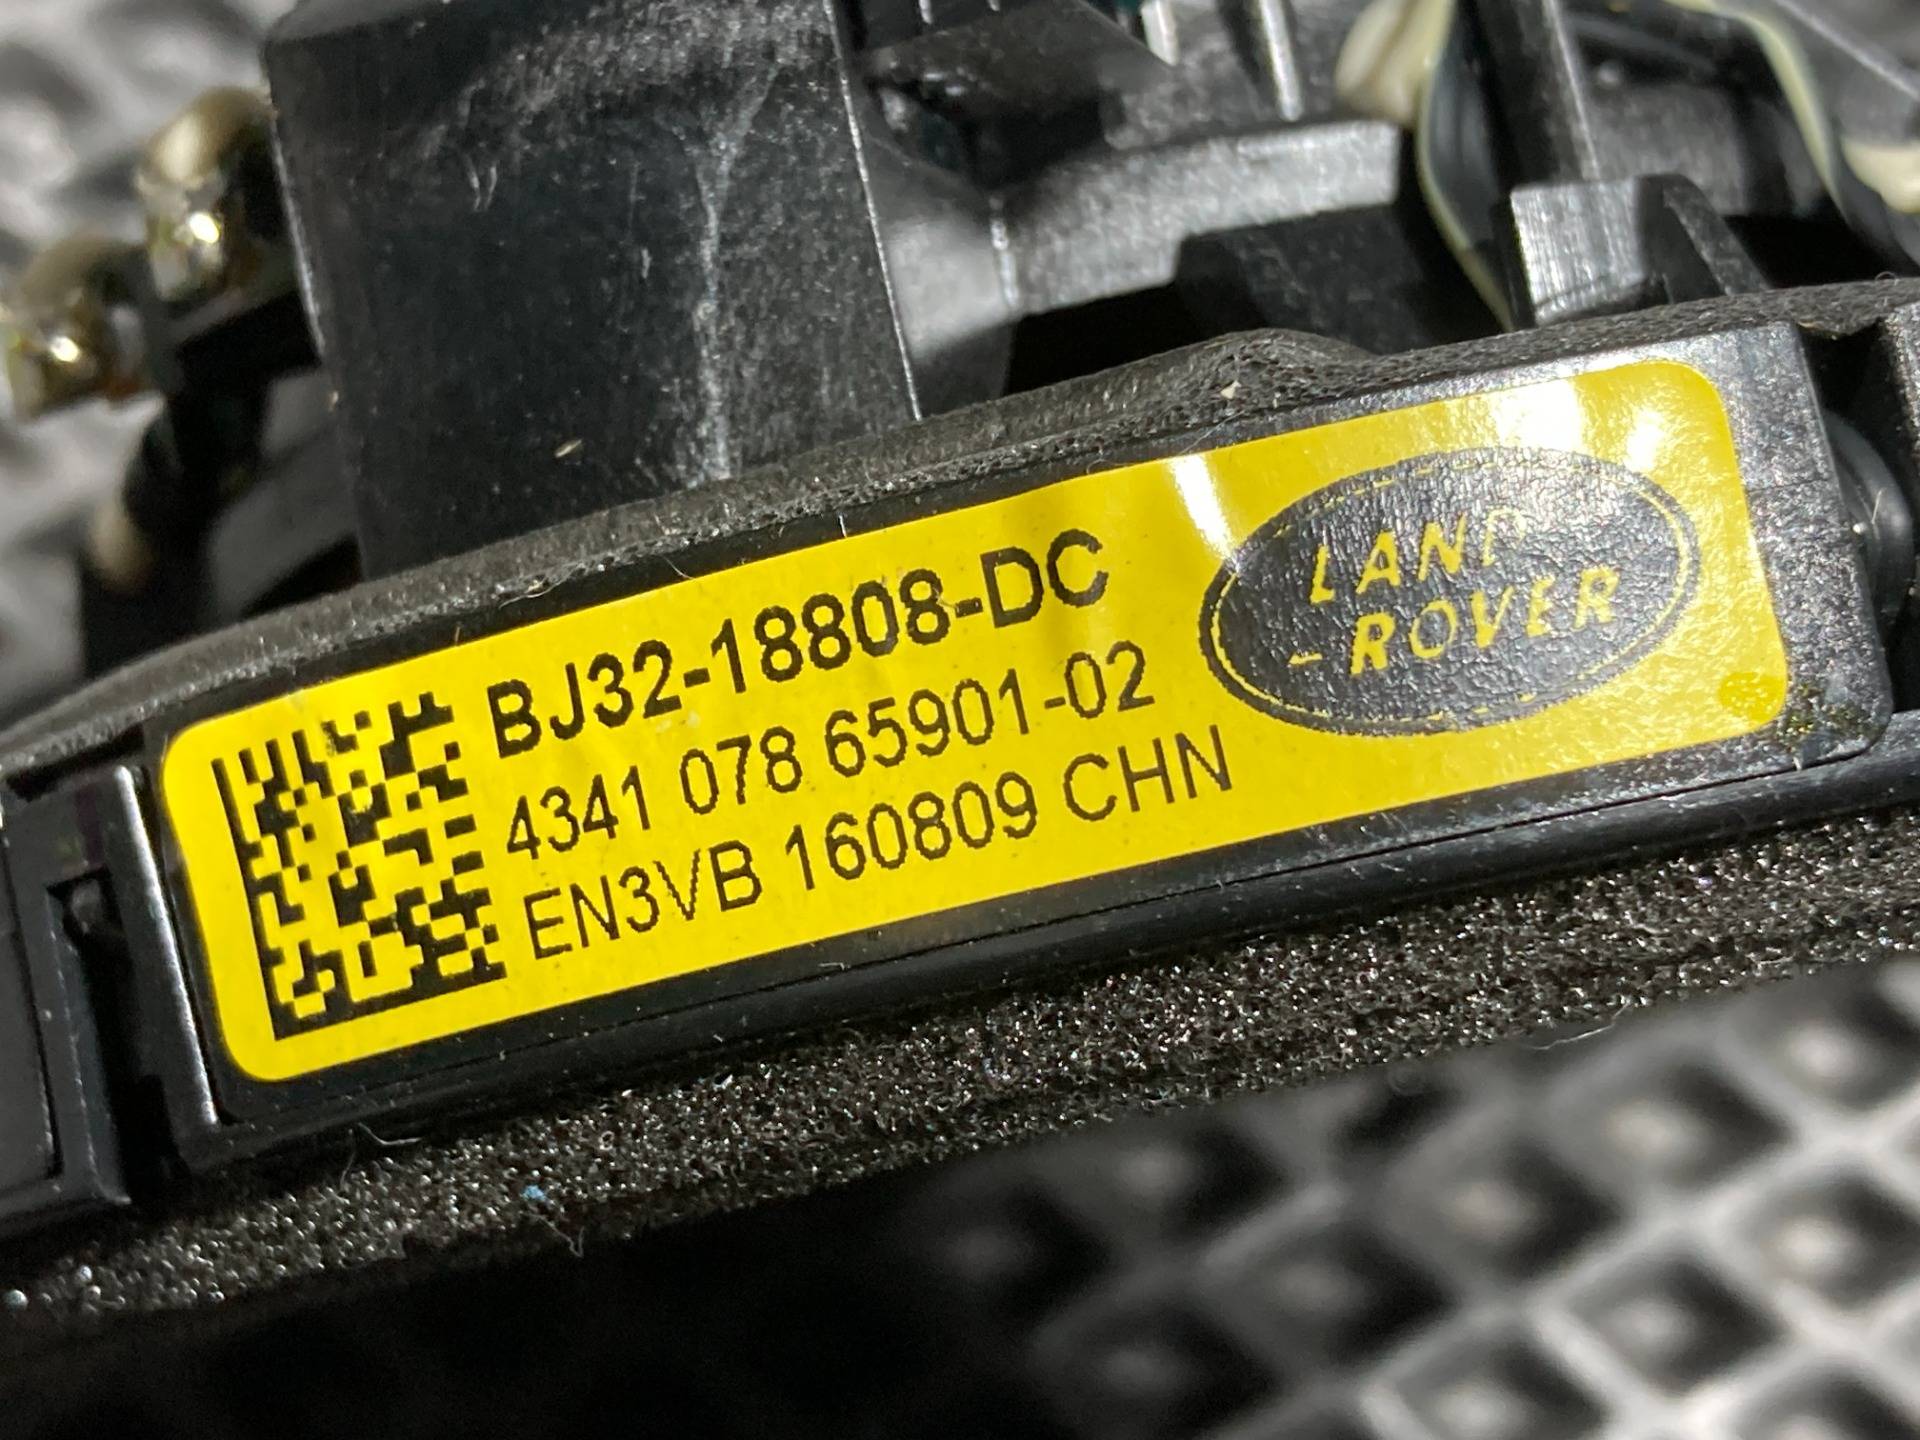 BJ32-18808-DC
4341 078 65901-02
EN3VB 160809 CHN
LAND
-ROVER